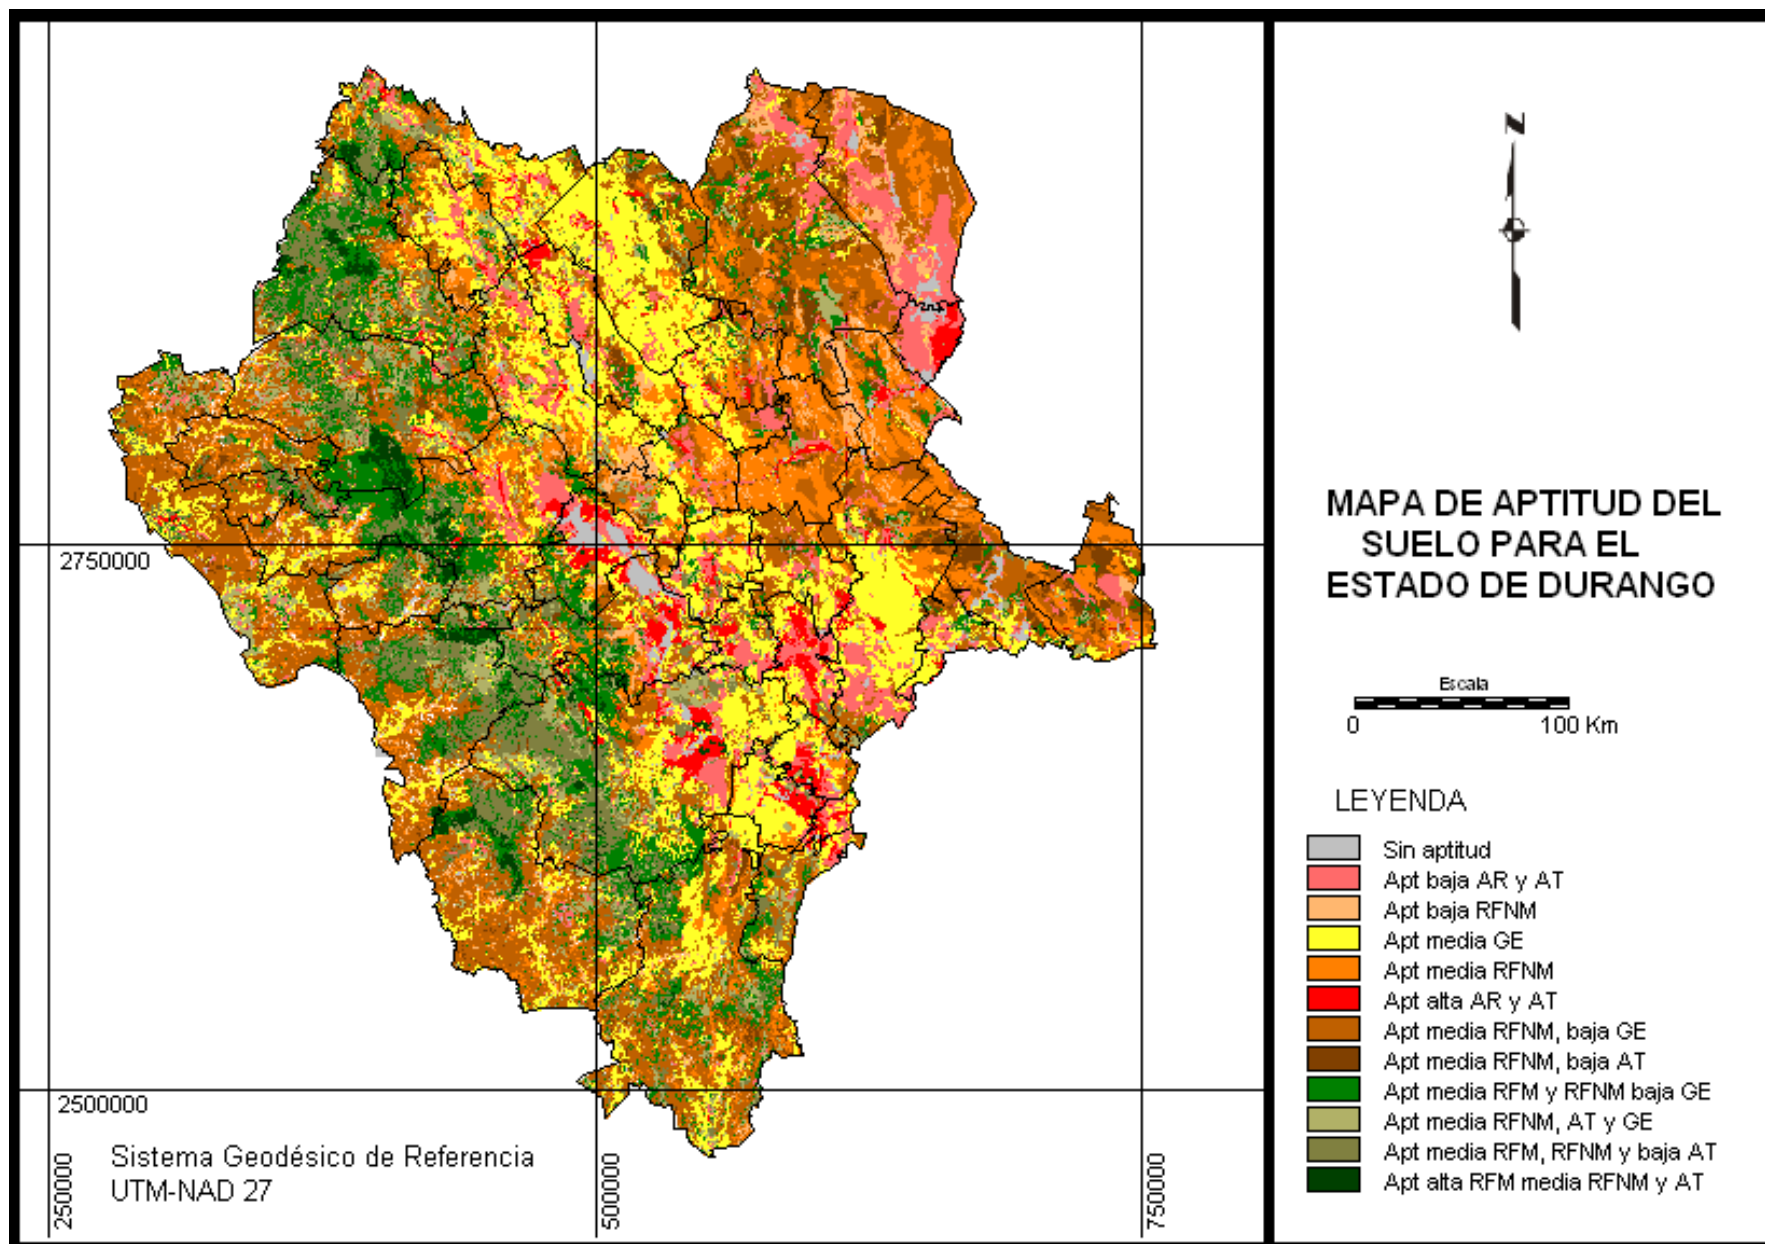 N
MAPA DE APTITUD DEL
SUELO PARA EL
ESTADO DE DURANGO
Escala
0 100 Km
LEYENDA
Sin aptitud
Apt baja AR y AT
Apt baja RFNM
Apt media GE
Apt media RFNM
Apt alta AR y AT
Apt media RFNM, baja GE
Apt media RFNM, baja AT
Apt media RFM y RFNM baja GE
Apt media RFNM, AT y GE
Apt media RFM, RFNM y baja AT
Apt alta RFM media RFNM y AT
2750000
2500000
Sistema Geodésico de Referencia
UTM-NAD 27
250000
500000
750000